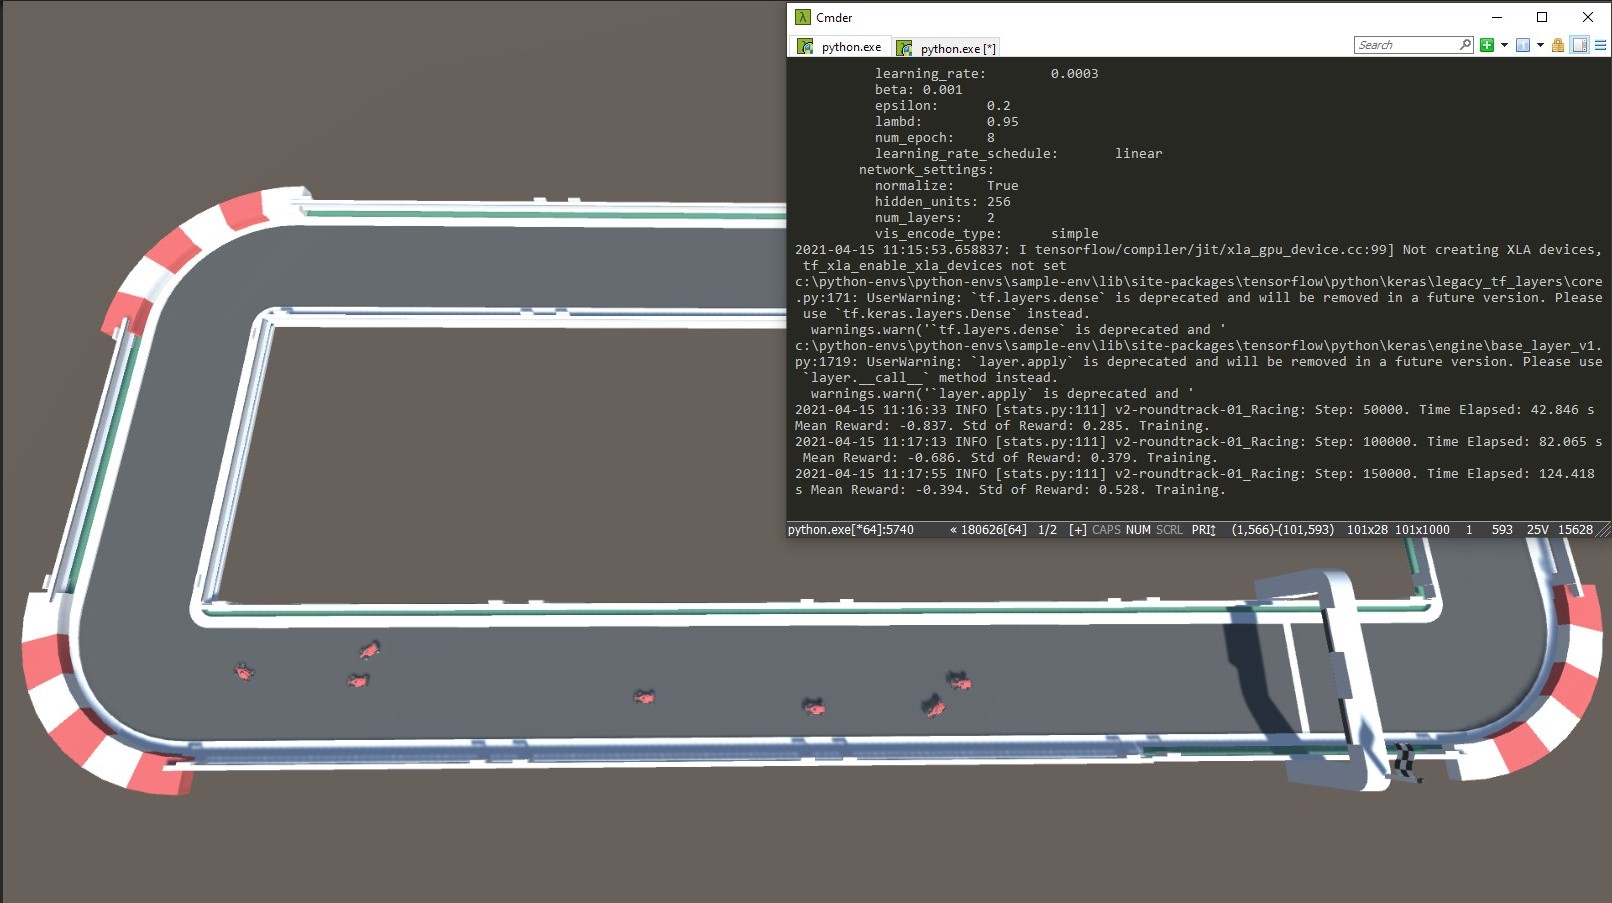 Cmder
python.exe
python.exe [*]
Search
learning_rate: 0.0003
beta: 0.001
epsilon: 0.2
lambd: 0.95
num_epoch: 8
learning_rate_schedule: linear
network_settings:
normalize: True
hidden_units: 256
num_layers: 2
vis_encode_type: simple
2021-04-15 11:15:53.658837: I tensorflow/compiler/jit/xla_gpu_device.cc:99] Not creating XLA devices,
tf_xla_enable_xla_devices not set
c:\python-envs\python-envs\sample-env\lib\site-packages\tensorflow\python\keras\legacy_tf_layers\core
.py:171: UserWarning: `tf.layers.dense` is deprecated and will be removed in a future version. Please
use `tf.keras.layers.Dense` instead.
warnings.warn('`tf.layers.dense` is deprecated and '
c:\python-envs\python-envs\sample-env\lib\site-packages\tensorflow\python\keras\engine\base_layer_v1.
py:1719: UserWarning: `layer.apply` is deprecated and will be removed in a future version. Please use
`layer.__call__` method instead.
warnings.warn('`layer.apply` is deprecated and '
2021-04-15 11:16:33 INFO [stats.py:111] v2-roundtrack-01_Racing: Step: 50000. Time Elapsed: 42.846 s
Mean Reward: -0.837. Std of Reward: 0.285. Training.
2021-04-15 11:17:13 INFO [stats.py:111] v2-roundtrack-01_Racing: Step: 100000. Time Elapsed: 82.065 s
Mean Reward: -0.686. Std of Reward: 0.379. Training.
2021-04-15 11:17:55 INFO [stats.py:111] v2-roundtrack-01_Racing: Step: 150000. Time Elapsed: 124.418
s Mean Reward: -0.394. Std of Reward: 0.528. Training.
python.exe[*64]:5740 « 180626[64] 1/2 [+] CAPS NUM SCRL PRI↕ (1,566)-(101,593) 101x28 101x1000 1 593 25V 15628